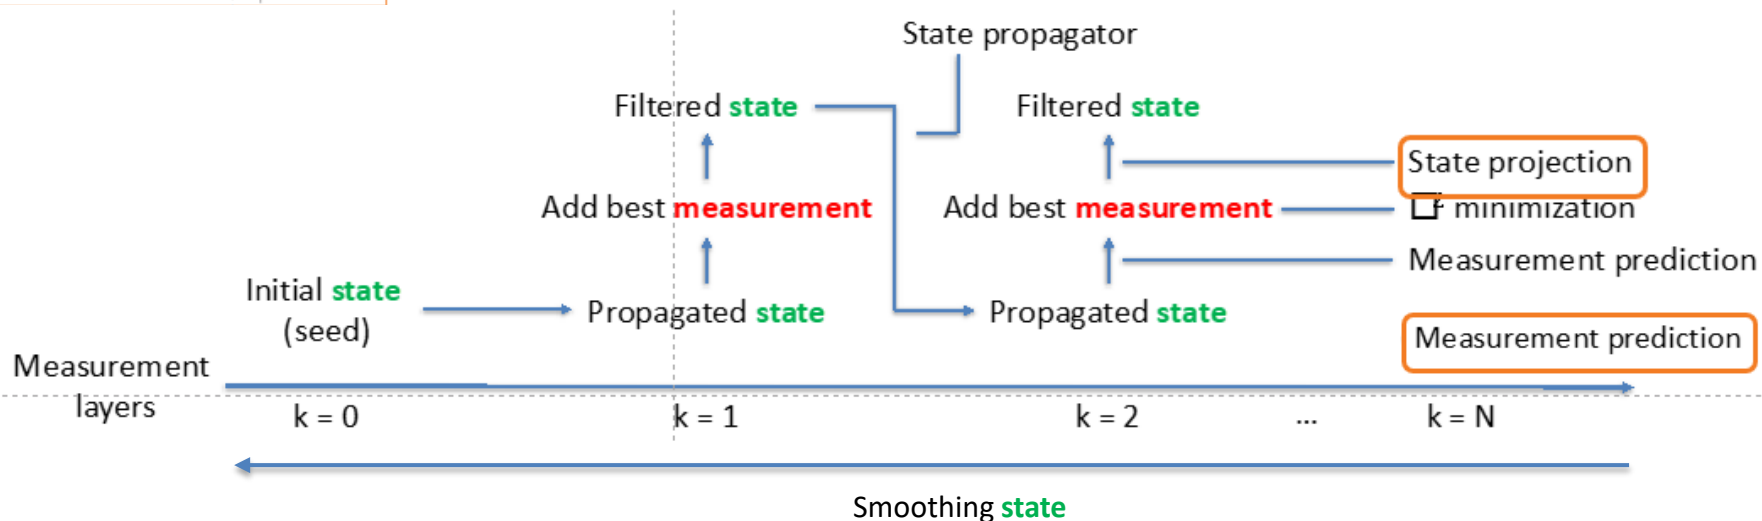 State propagator
Filtered state
Filtered state
State projection
Add best measurement
Add best measurement
minimization
Measurement prediction
Initial state
(seed)
Propagated state
Propagated state
Measurement prediction
Measurement
layers
k = 0
k = 1
k = 2
...
k = N
Smoothing state